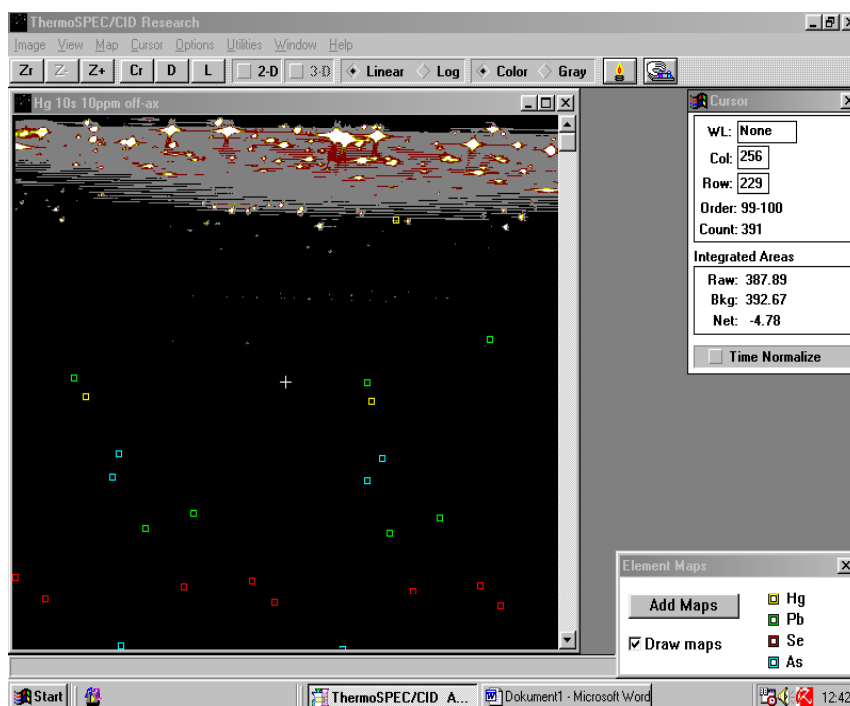 ThermoSPEC/CID Research
Image View Map Cursor Options Utilities Window Help
Zr Z- Z+ Cr D L 2-D 3-D Linear Log Color Gray
Hg 10s 10ppm off-ax
Cursor
WL: None
Col: 256
Row: 229
Order: 99-100
Count: 391
Integrated Areas
Raw: 387.89
Bkg: 392.67
Net: -4.78
Time Normalize
Element Maps
Add Maps
Draw maps
Hg
Pb
Se
As
Start
ThermoSPEC/CID A...
Dokument1 - Microsoft Word
12:42